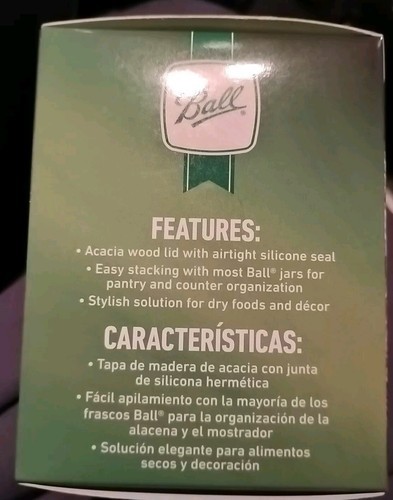 Ball®
FEATURES:
• Acacia wood lid with airtight silicone seal
• Easy stacking with most Ball® jars for
pantry and counter organization
• Stylish solution for dry foods and décor
CARACTERÍSTICAS:
• Tapa de madera de acacia con junta
de silicona hermética
• Fácil apilamiento con la mayoría de los
frascos Ball® para la organización de la
alacena y el mostrador
• Solución elegante para alimentos
secos y decoración